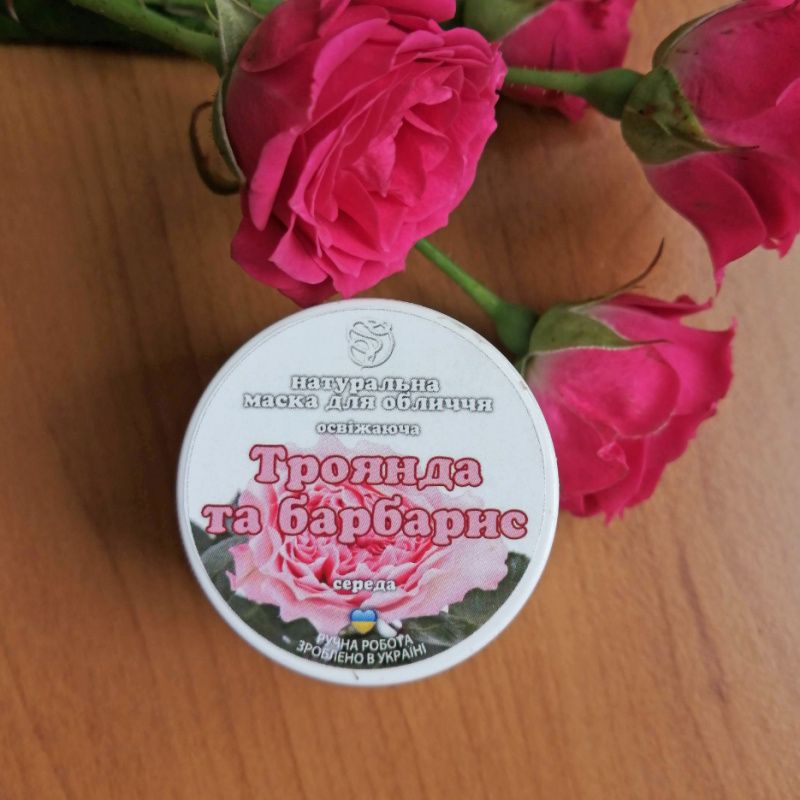 натуральна
маска для обличчя
освіжаюча
Троянда
та барбарис
середа
РУЧНА РОБОТА
ЗРОБЛЕНО В УКРАЇНІ